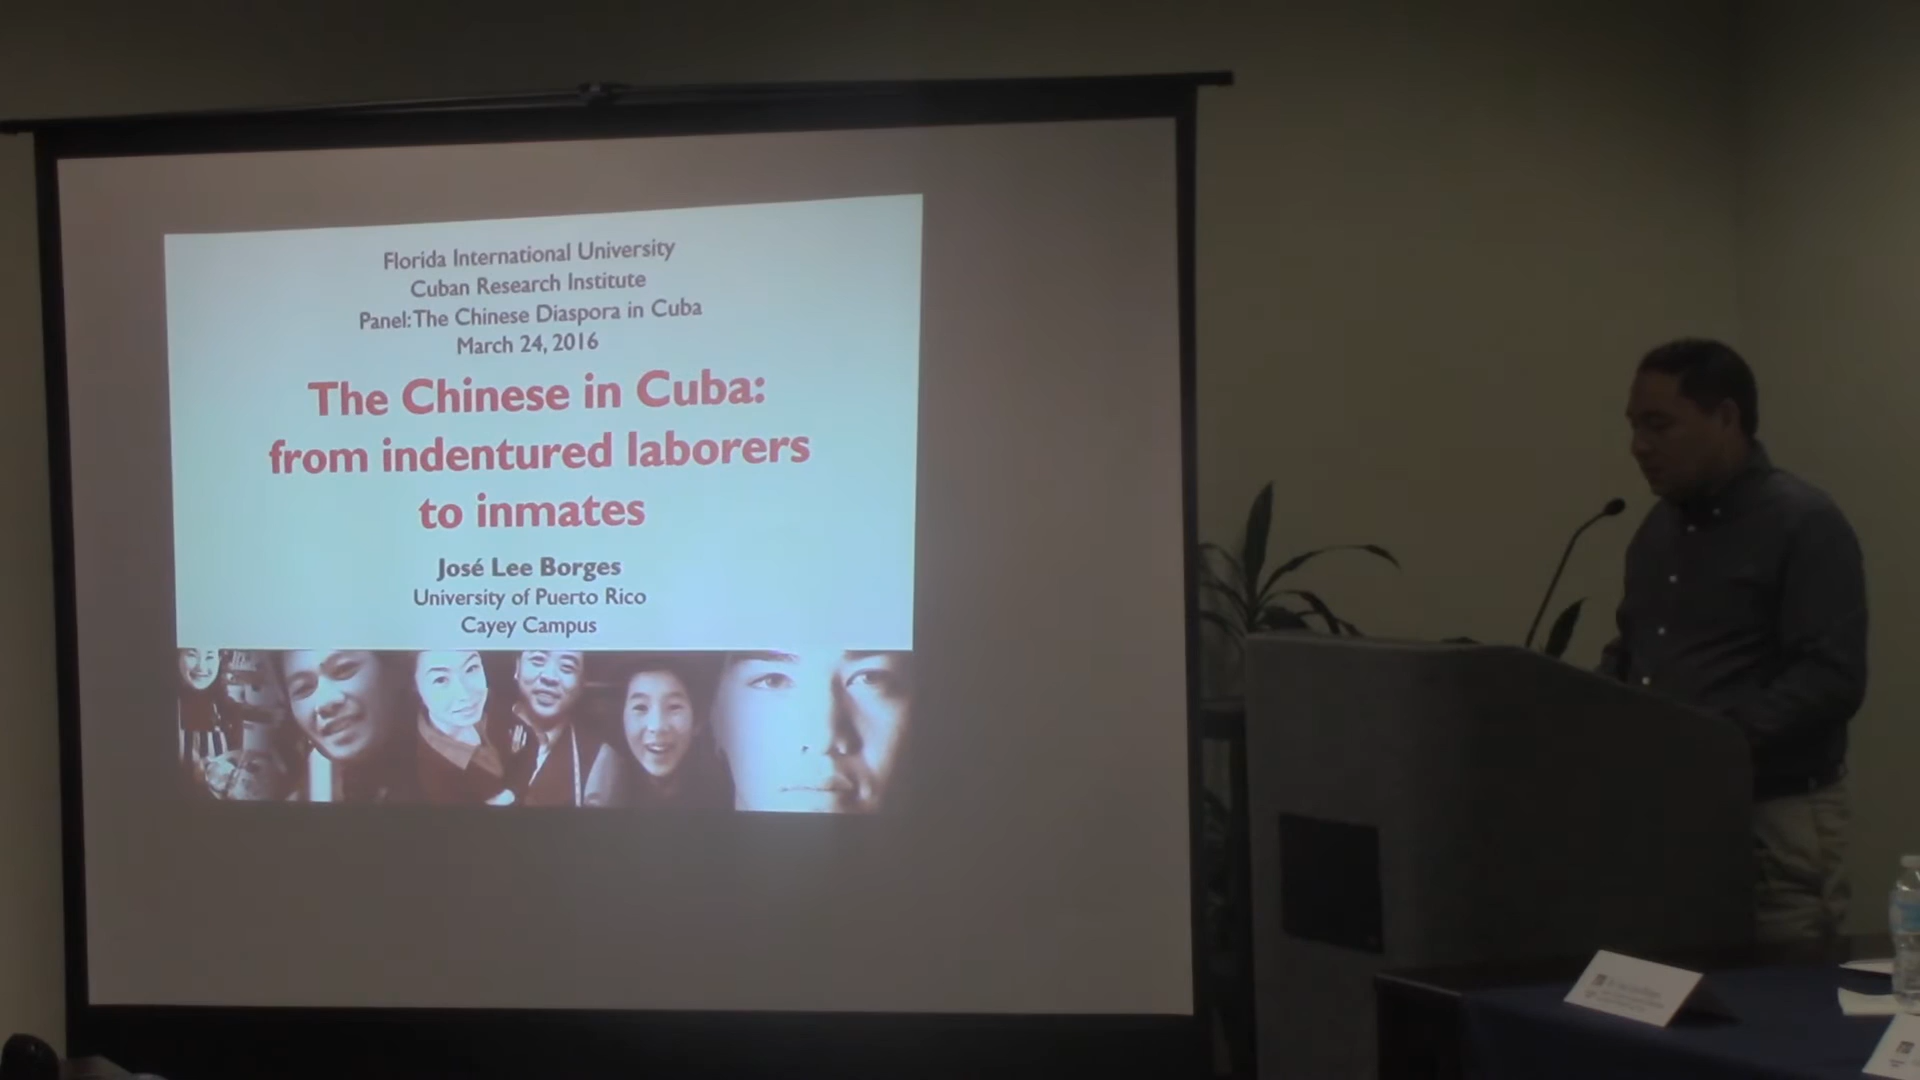 Florida International University
Cuban Research Institute
Panel: The Chinese Diaspora in Cuba
March 24, 2016
The Chinese in Cuba:
from indentured laborers
to inmates
José Lee Borges
University of Puerto Rico
Cayey Campus